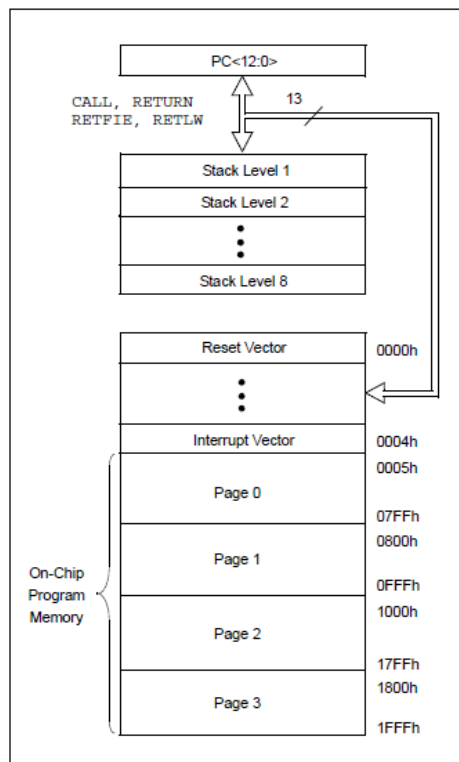 PC<12:0>
CALL, RETURN
RETFIE, RETLW
13
Stack Level 1
Stack Level 2
Stack Level 8
Reset Vector
0000h
Interrupt Vector
0004h
0005h
Page 0
07FFh
0800h
Page 1
0FFFh
On-Chip
Program
Memory
1000h
Page 2
17FFh
1800h
Page 3
1FFFh